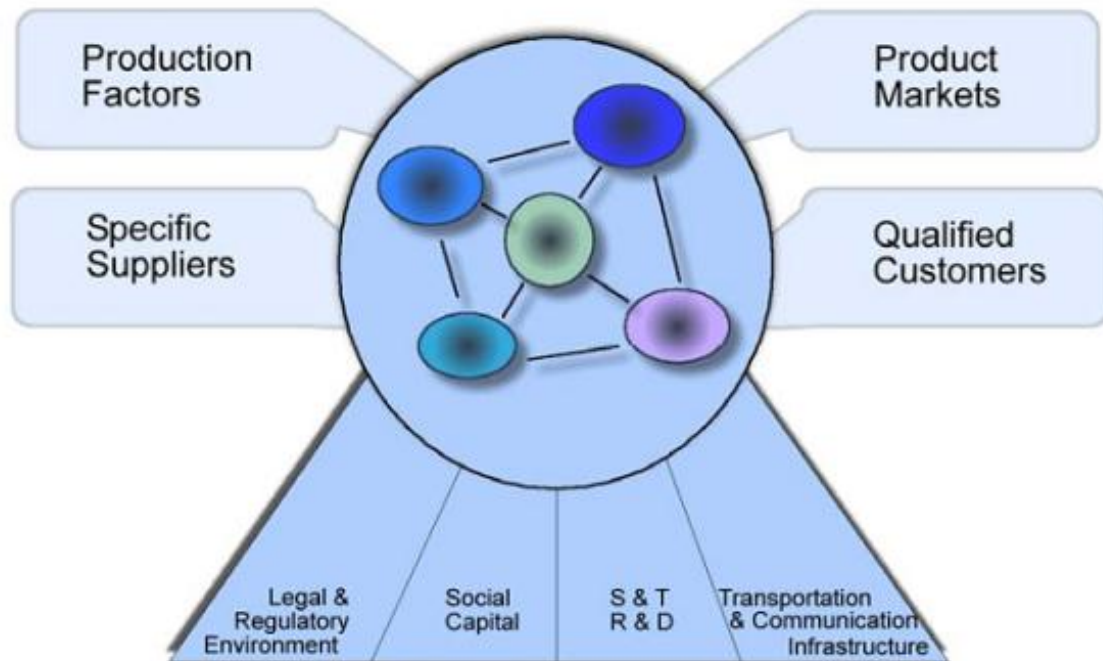 Production
Factors
Product
Markets
Specific
Suppliers
Qualified
Customers
Legal &
Regulatory
Environment
Social
Capital
S & T
R & D
Transportation
& Communication
Infrastructure